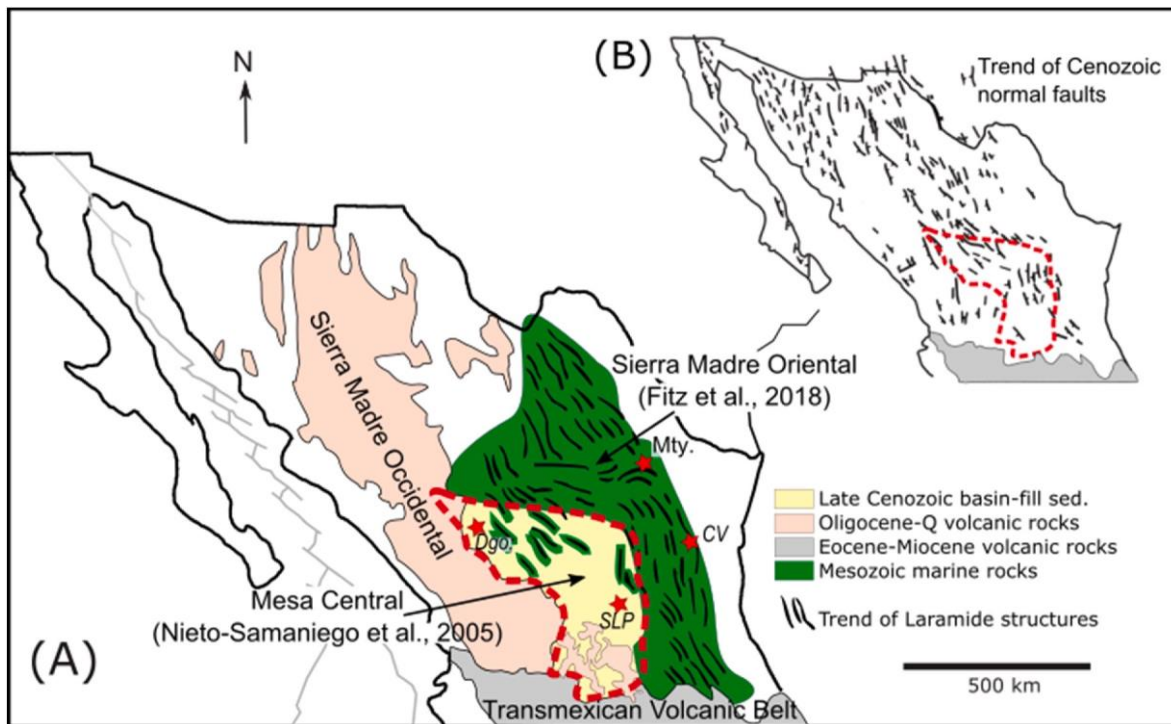 (B)
Trend of Cenozoic
normal faults
N
Sierra Madre Occidental
Sierra Madre Oriental
(Fitz et al., 2018)
Mty.
CV
Dgo.
SLP
Mesa Central
(Nieto-Samaniego et al., 2005)
(A)
Transmexican Volcanic Belt
Late Cenozoic basin-fill sed.
Oligocene-Q volcanic rocks
Eocene-Miocene volcanic rocks
Mesozoic marine rocks
Trend of Laramide structures
500 km